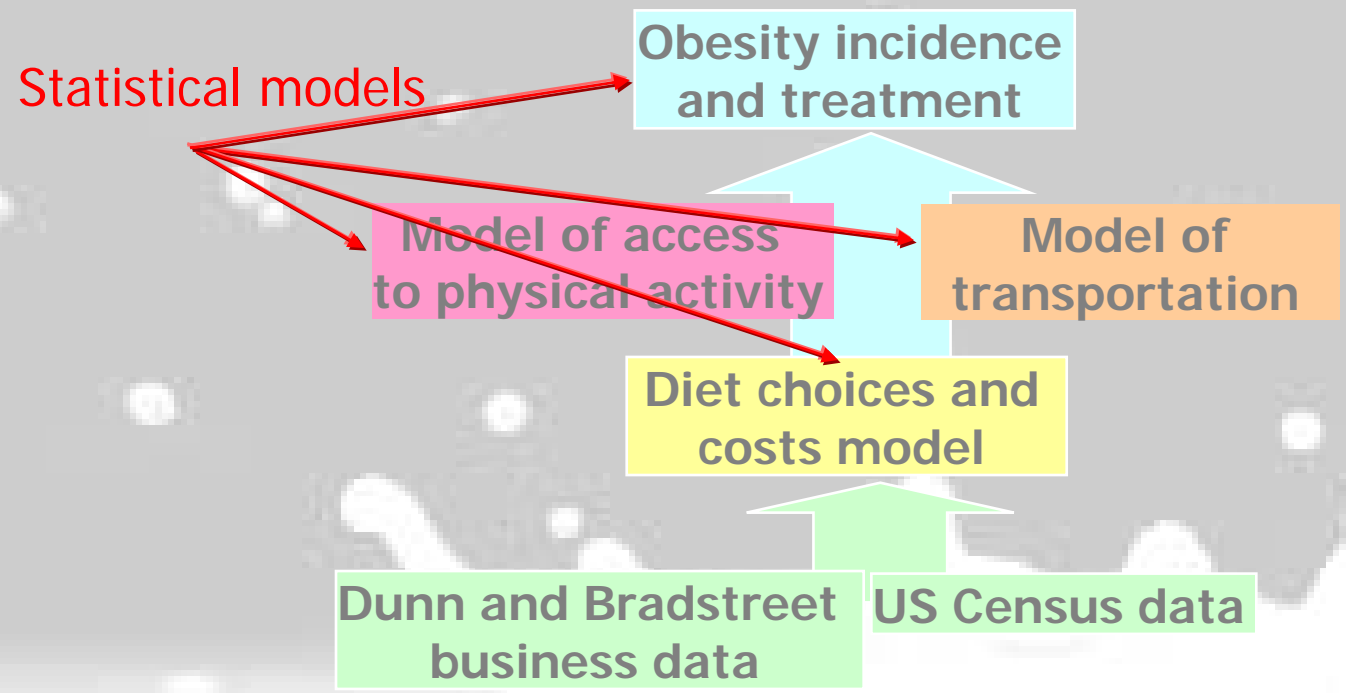 Obesity incidence
and treatment
Statistical models
Model of access
to physical activity
Model of
transportation
Diet choices and
costs model
Dunn and Bradstreet
business data
US Census data